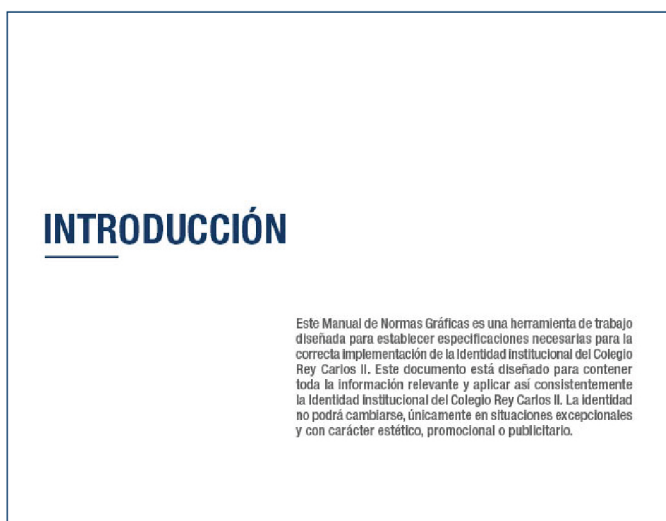 INTRODUCCIÓN
Este Manual de Normas Gráficas es una herramienta de trabajo
diseñada para establecer especificaciones necesarias para la
correcta implementación de la Identidad Institucional del Colegio
Rey Carlos II. Este documento está diseñado para contener
toda la información relevante y aplicar así consistentemente
la Identidad Institucional del Colegio Rey Carlos II. La identidad
no podrá cambiarse, únicamente en situaciones excepcionales
y con carácter estético, promocional o publicitario.